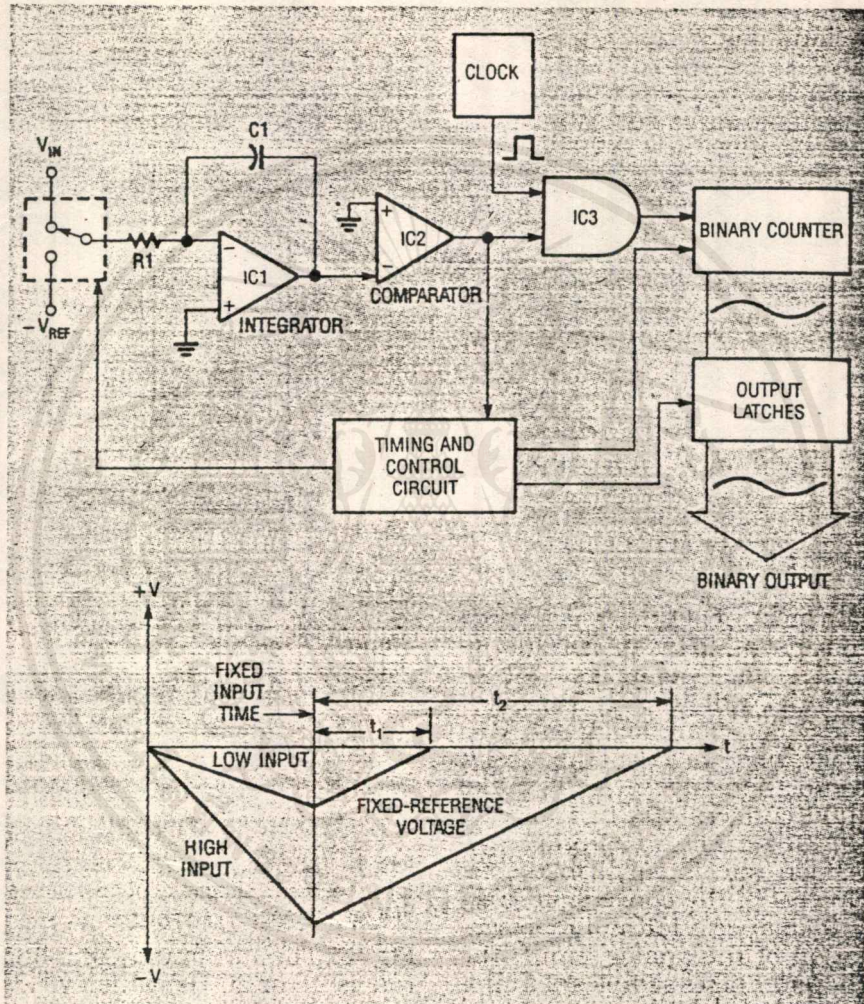 CLOCK
C1
V_IN
R1
-V_REF
−
+
IC1
INTEGRATOR
+
−
IC2
COMPARATOR
IC3
BINARY COUNTER
TIMING AND
CONTROL
CIRCUIT
OUTPUT
LATCHES
BINARY OUTPUT
+V
FIXED
INPUT
TIME
t₁
t₂
t
LOW INPUT
FIXED-REFERENCE
VOLTAGE
HIGH
INPUT
−V